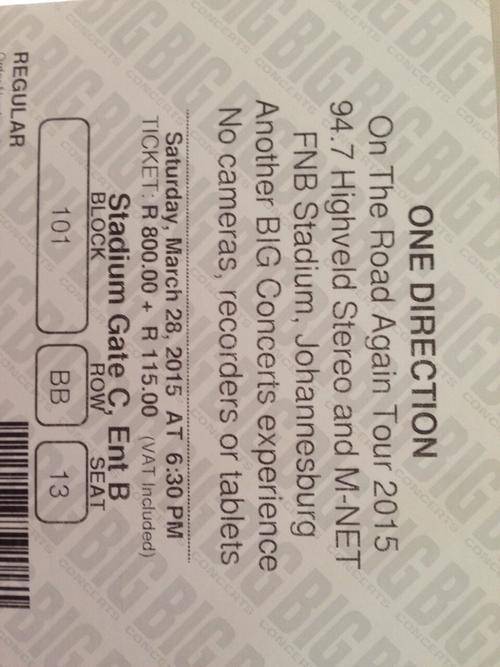 ONE DIRECTION
On The Road Again Tour 2015
94.7 Highveld Stereo and M-NET
FNB Stadium, Johannesburg
Another BIG Concerts experience
No cameras, recorders or tablets
Saturday, March 28, 2015 AT 6:30 PM
TICKET: R 800.00 + R 115.00 (VAT Included)
Stadium Gate C, Ent B
BLOCK ROW SEAT
101 BB 13
REGULAR